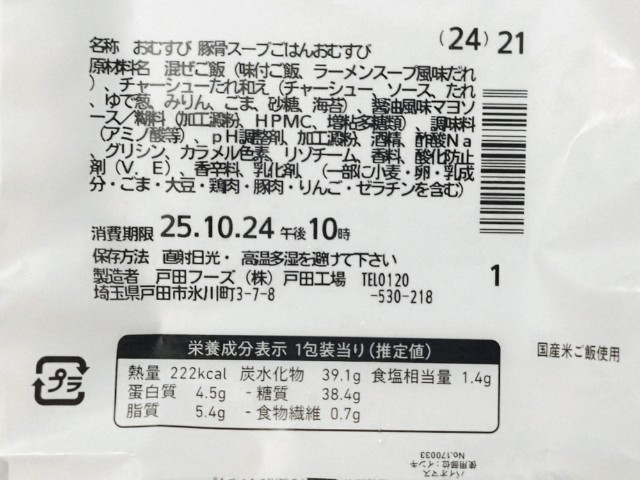 名称　おむすび 豚骨スープごはんおむすび
(24) 21
原材料名　混ぜご飯（味付ご飯、ラーメンスープ風味だれ
）、チャーシューたれ和え（チャーシュー、ソース、たれ
、ゆで葱、みりん、ごま、砂糖、海苔）、醤油風味マヨソ
ース／糊料（加工澱粉、HPMC、増粘多糖類）、調味料
（アミノ酸等）、pH調整剤、加工澱粉、酒精、酢酸Na
、グリシン、カラメル色素、リゾチーム、香料、酸化防止
剤（V．E）、香辛料、乳化剤、（一部に小麦・卵・乳成
分・ごま・大豆・鶏肉・豚肉・りんご・ゼラチンを含む）
消費期限 25.10.24 午後10時
保存方法　直射日光・高温多湿を避けて下さい
製造者　戸田フーズ（株）戸田工場　TEL0120
埼玉県戸田市氷川町3-7-8　-530-218
1
栄養成分表示 1包装当り(推定値)
熱量 222kcal 炭水化物 39.1g 食塩相当量 1.4g
蛋白質 4.5g -糖質 38.4g
脂質 5.4g -食物繊維 0.7g
国産米ご飯使用
プラ
バイオマス
使用部位:インキ
No.170033